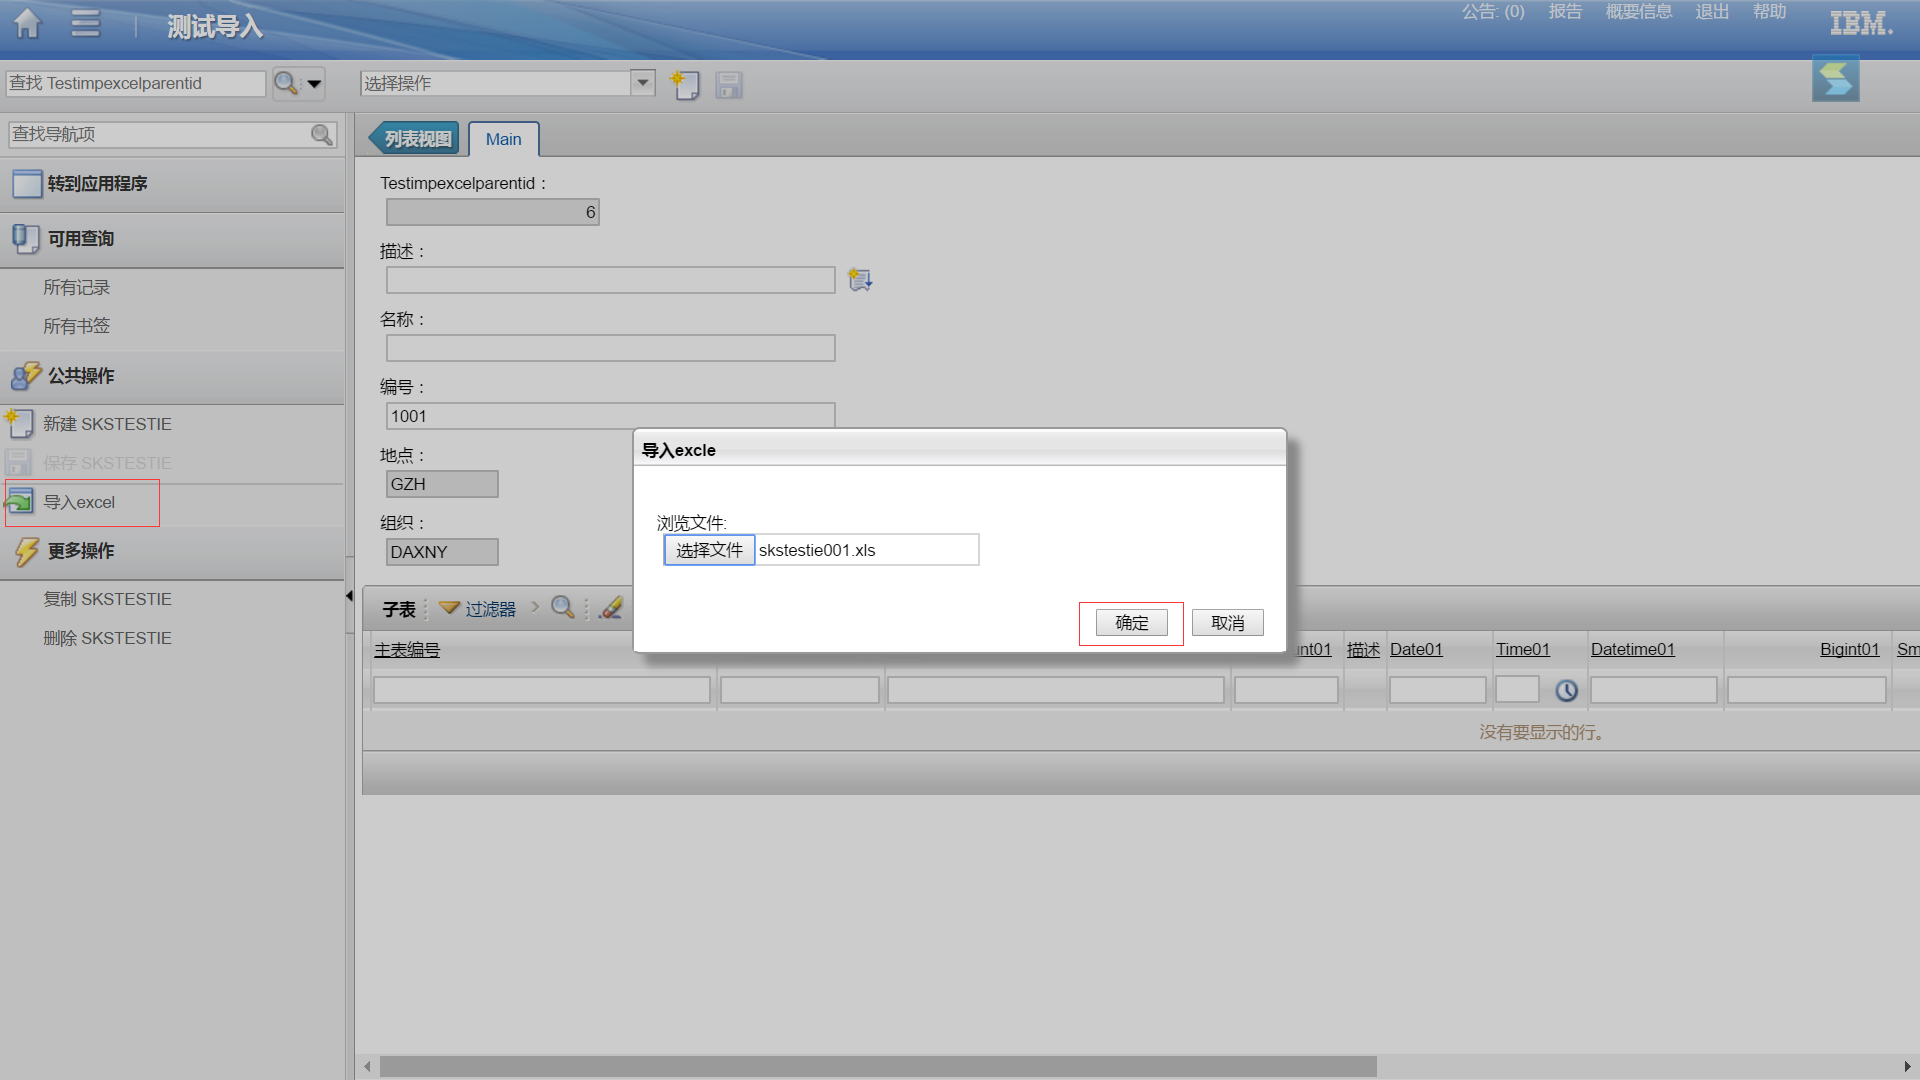 测试导入
公告: (0) 报告 概要信息 退出 帮助
IBM.
查找 Testimpexcelparentid
选择操作
查找导航项
转到应用程序
可用查询
所有记录
所有书签
公共操作
新建 SKSTESTIE
保存 SKSTESTIE
导入excel
更多操作
复制 SKSTESTIE
删除 SKSTESTIE
列表视图 Main
Testimpexcelparentid：
6
描述：
名称：
编号：
1001
地点：
GZH
组织：
DAXNY
导入excle
浏览文件:
选择文件 skstestie001.xls
确定 取消
子表 过滤器
主表编号 描述 Date01 Time01 Datetime01 Bigint01
没有要显示的行。